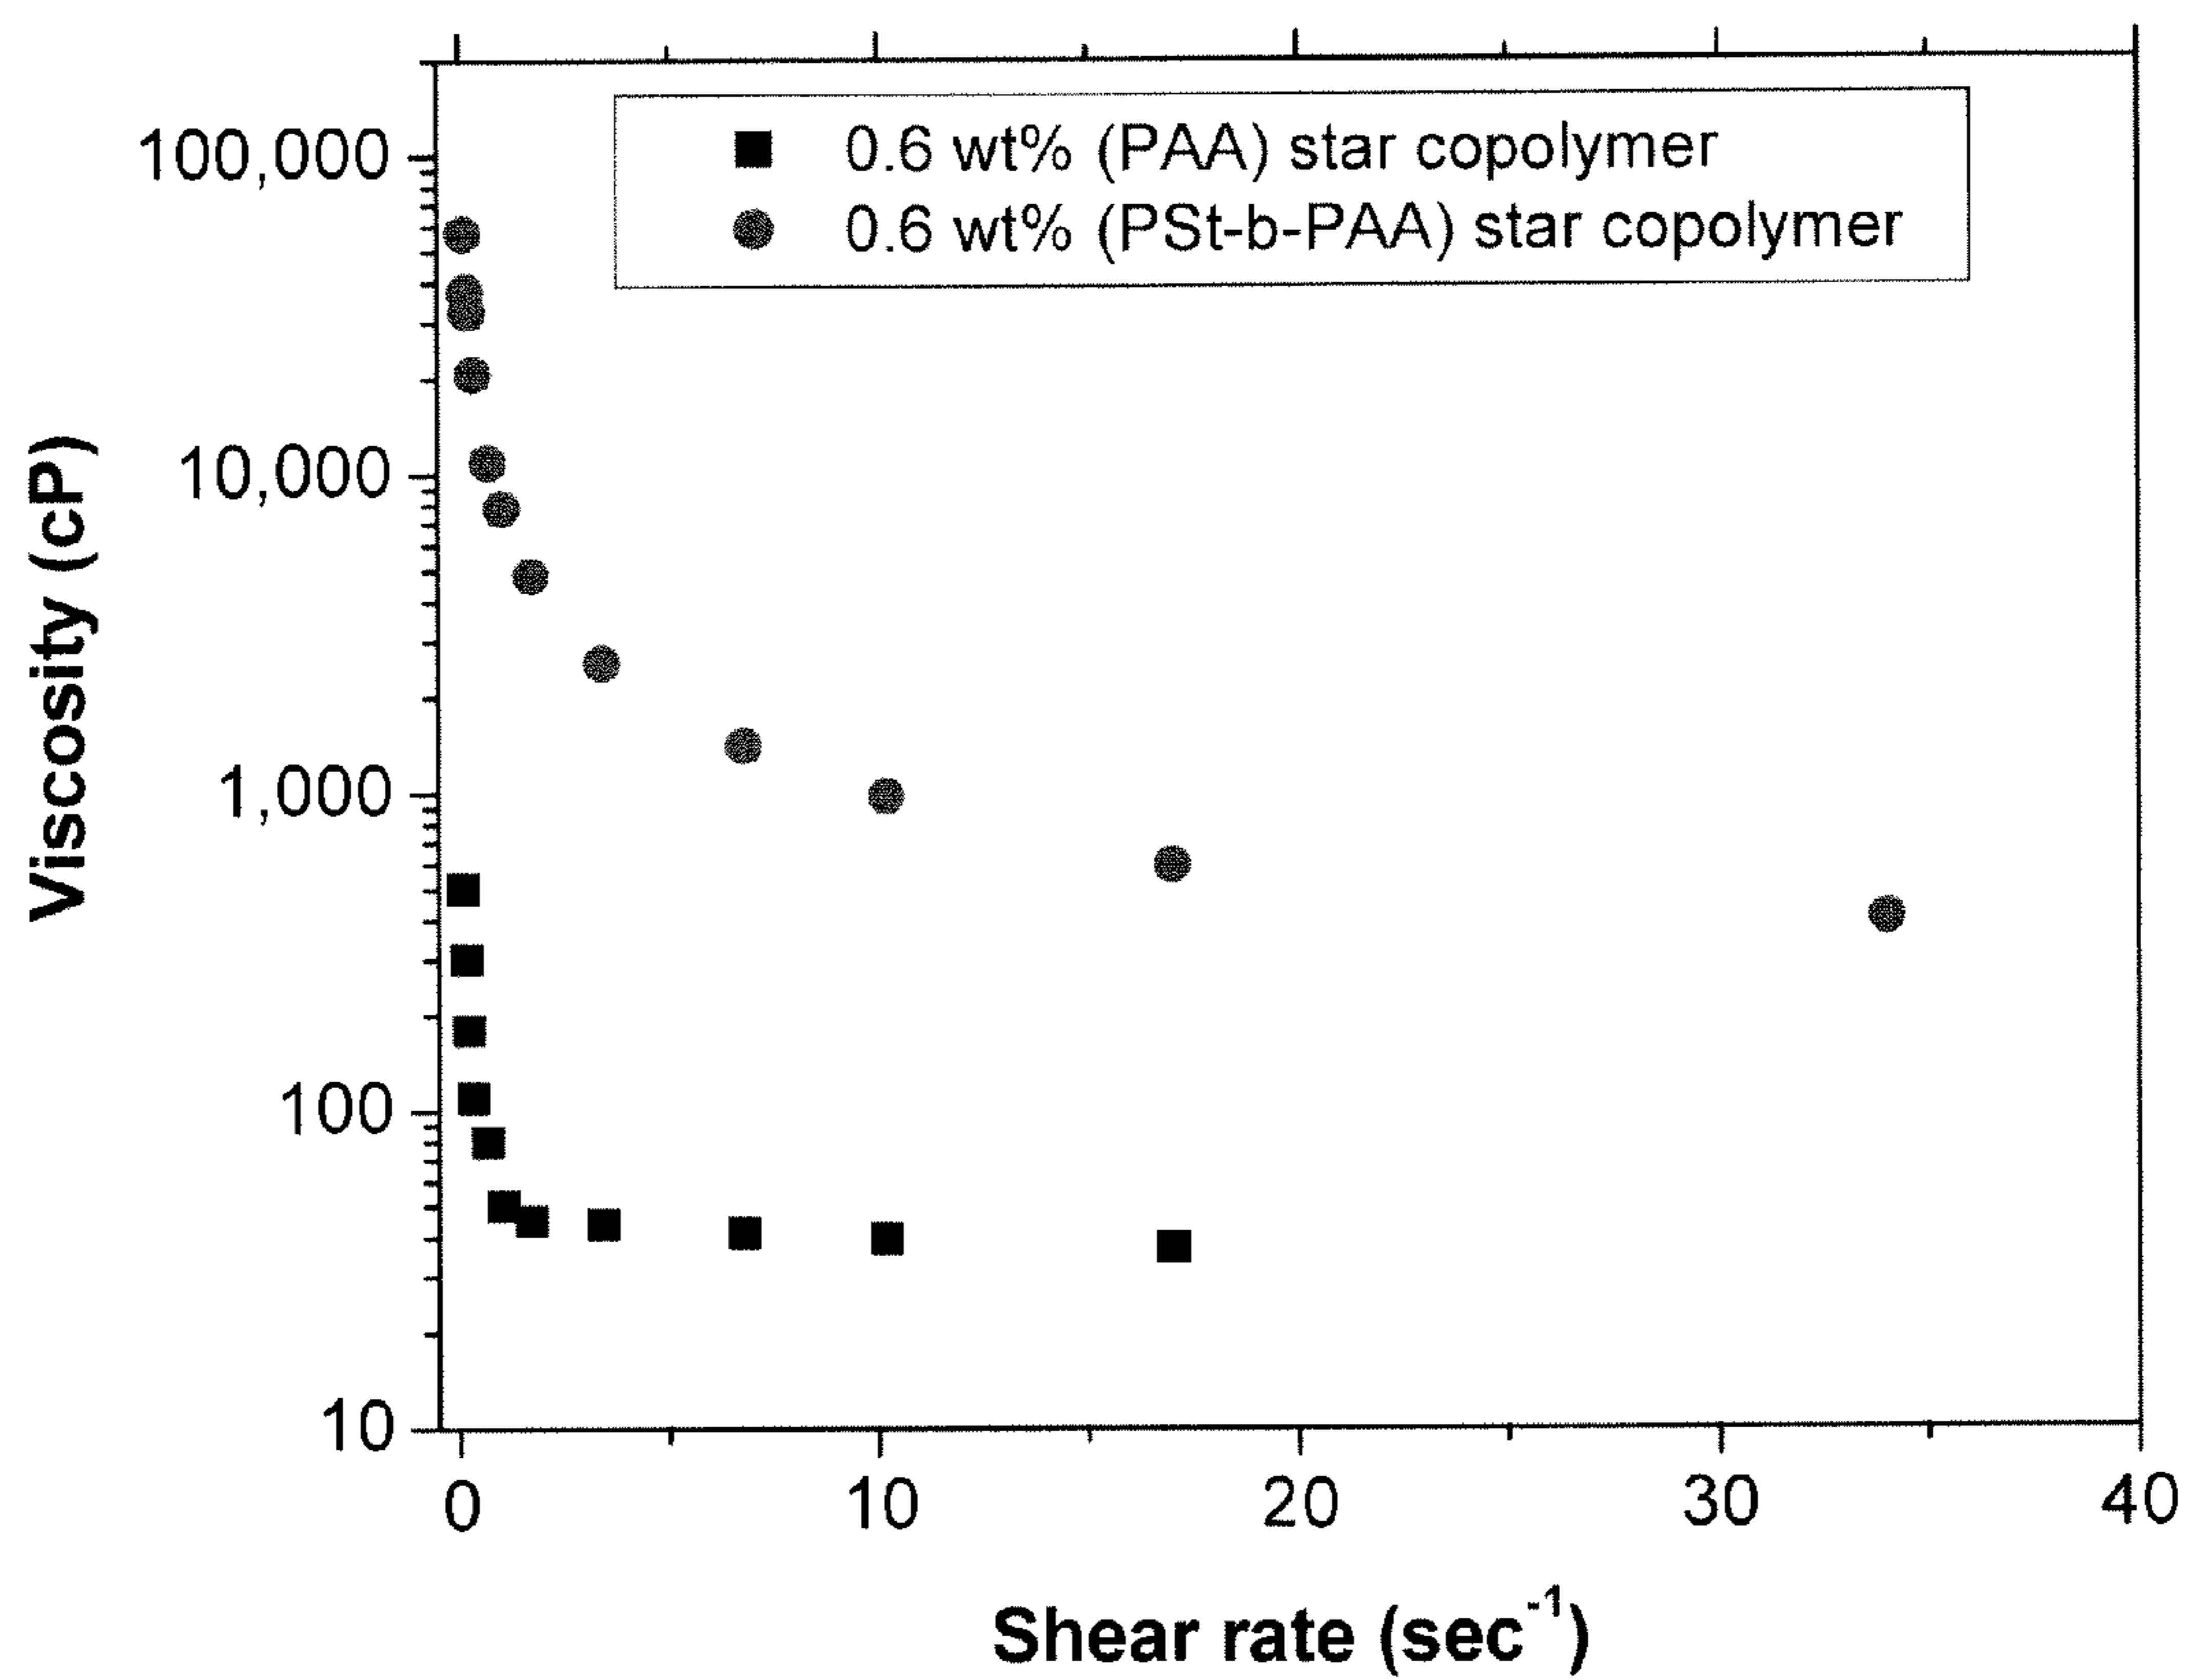 0.6 wt% (PAA) star copolymer
0.6 wt% (PSt-b-PAA) star copolymer
100,000
10,000
1,000
100
10
Viscosity (cP)
0 10 20 30 40
Shear rate (sec⁻¹)